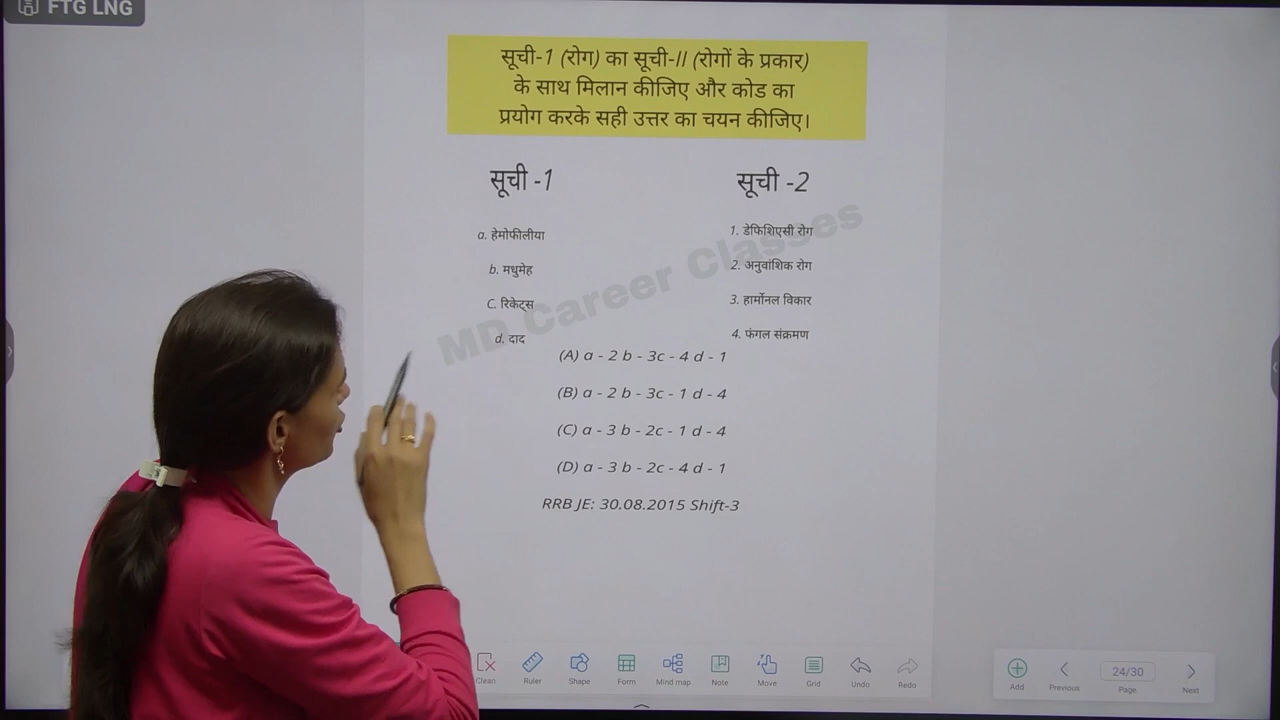 FTG LNG
सूची-1 (रोग) का सूची-II (रोगों के प्रकार)
के साथ मिलान कीजिए और कोड का
प्रयोग करके सही उत्तर का चयन कीजिए।
सूची -1
सूची -2
a. हेमोफीलीया
1. डेफिशिएसी रोग
b. मधुमेह
2. अनुवांशिक रोग
C. रिकेट्स
3. हार्मोनल विकार
d. दाद
4. फंगल संक्रमण
MD Career Classes
(A) a - 2 b - 3c - 4 d - 1
(B) a - 2 b - 3c - 1 d - 4
(C) a - 3 b - 2c - 1 d - 4
(D) a - 3 b - 2c - 4 d - 1
RRB JE: 30.08.2015 Shift-3
Clean Ruler Shape Form Mind map Note Move Grid Undo Redo
Add Previous 24/30 Page Next